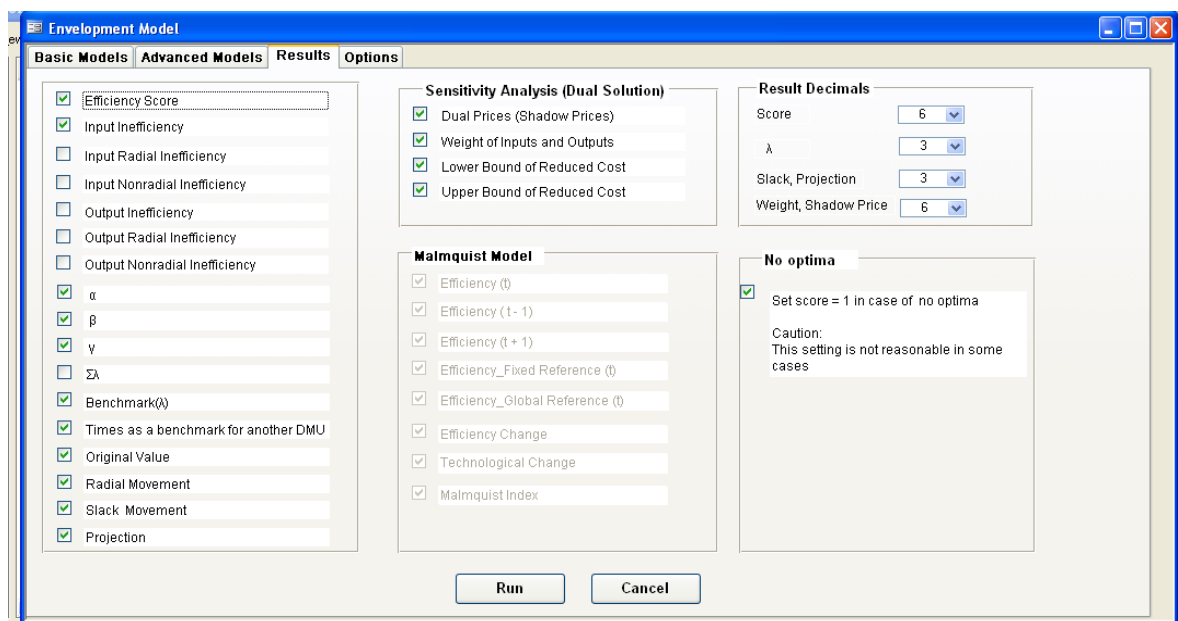 ev
Envelopment Model
Basic Models Advanced Models Results Options
Efficiency Score
Input Inefficiency
Input Radial Inefficiency
Input Nonradial Inefficiency
Output Inefficiency
Output Radial Inefficiency
Output Nonradial Inefficiency
α
β
γ
Σλ
Benchmark(λ)
Times as a benchmark for another DMU
Original Value
Radial Movement
Slack Movement
Projection
Sensitivity Analysis (Dual Solution)
Dual Prices (Shadow Prices)
Weight of Inputs and Outputs
Lower Bound of Reduced Cost
Upper Bound of Reduced Cost
Malmquist Model
Efficiency (t)
Efficiency ( t - 1)
Efficiency (t + 1)
Efficiency_Fixed Reference (t)
Efficiency_Global Reference (t)
Efficiency Change
Technological Change
Malmquist Index
Result Decimals
Score 6
λ 3
Slack, Projection 3
Weight, Shadow Price 6
No optima
Set score = 1 in case of no optima
Caution:
This setting is not reasonable in some
cases
Run Cancel